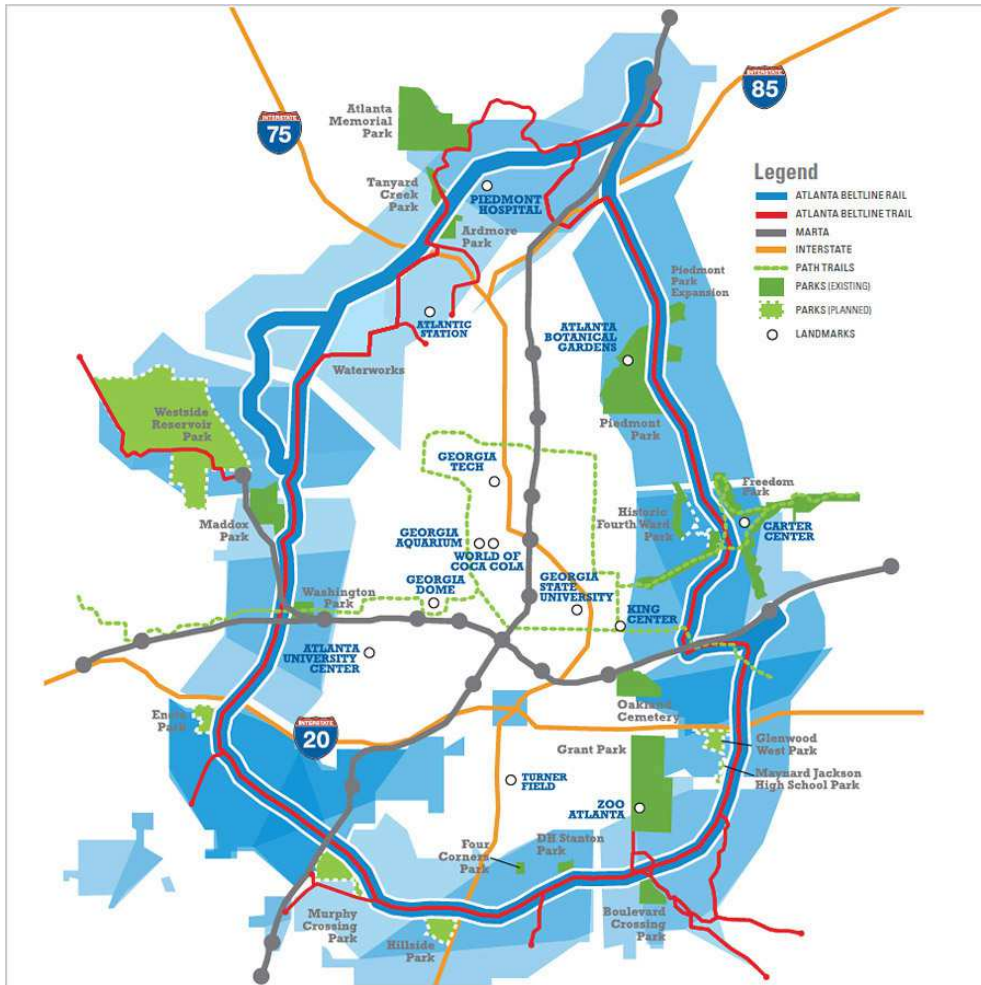 INTERSTATE
85
INTERSTATE
75
Atlanta
Memorial
Park
Legend
ATLANTA BELTLINE RAIL
ATLANTA BELTLINE TRAIL
MARTA
INTERSTATE
PATH TRAILS
PARKS (EXISTING)
PARKS (PLANNED)
LANDMARKS
Tanyard
Creek
Park
PIEDMONT
HOSPITAL
Ardmore
Park
Piedmont
Park
Expansion
ATLANTIC
STATION
ATLANTA
BOTANICAL
GARDENS
Waterworks
Westside
Reservoir
Park
Piedmont
Park
GEORGIA
TECH
Freedom
Park
Historic
Fourth Ward
Park
CARTER
CENTER
Maddox
Park
GEORGIA
AQUARIUM
WORLD OF
COCA COLA
GEORGIA
DOME
GEORGIA
STATE
UNIVERSITY
Washington
Park
KING
CENTER
ATLANTA
UNIVERSITY
CENTER
Oakland
Cemetery
Enota
Park
INTERSTATE
20
Grant Park
Glenwood
West Park
Maynard Jackson
High School Park
TURNER
FIELD
ZOO
ATLANTA
Four
Corners
Park
DH Stanton
Park
Murphy
Crossing
Park
Hillside
Park
Boulevard
Crossing
Park